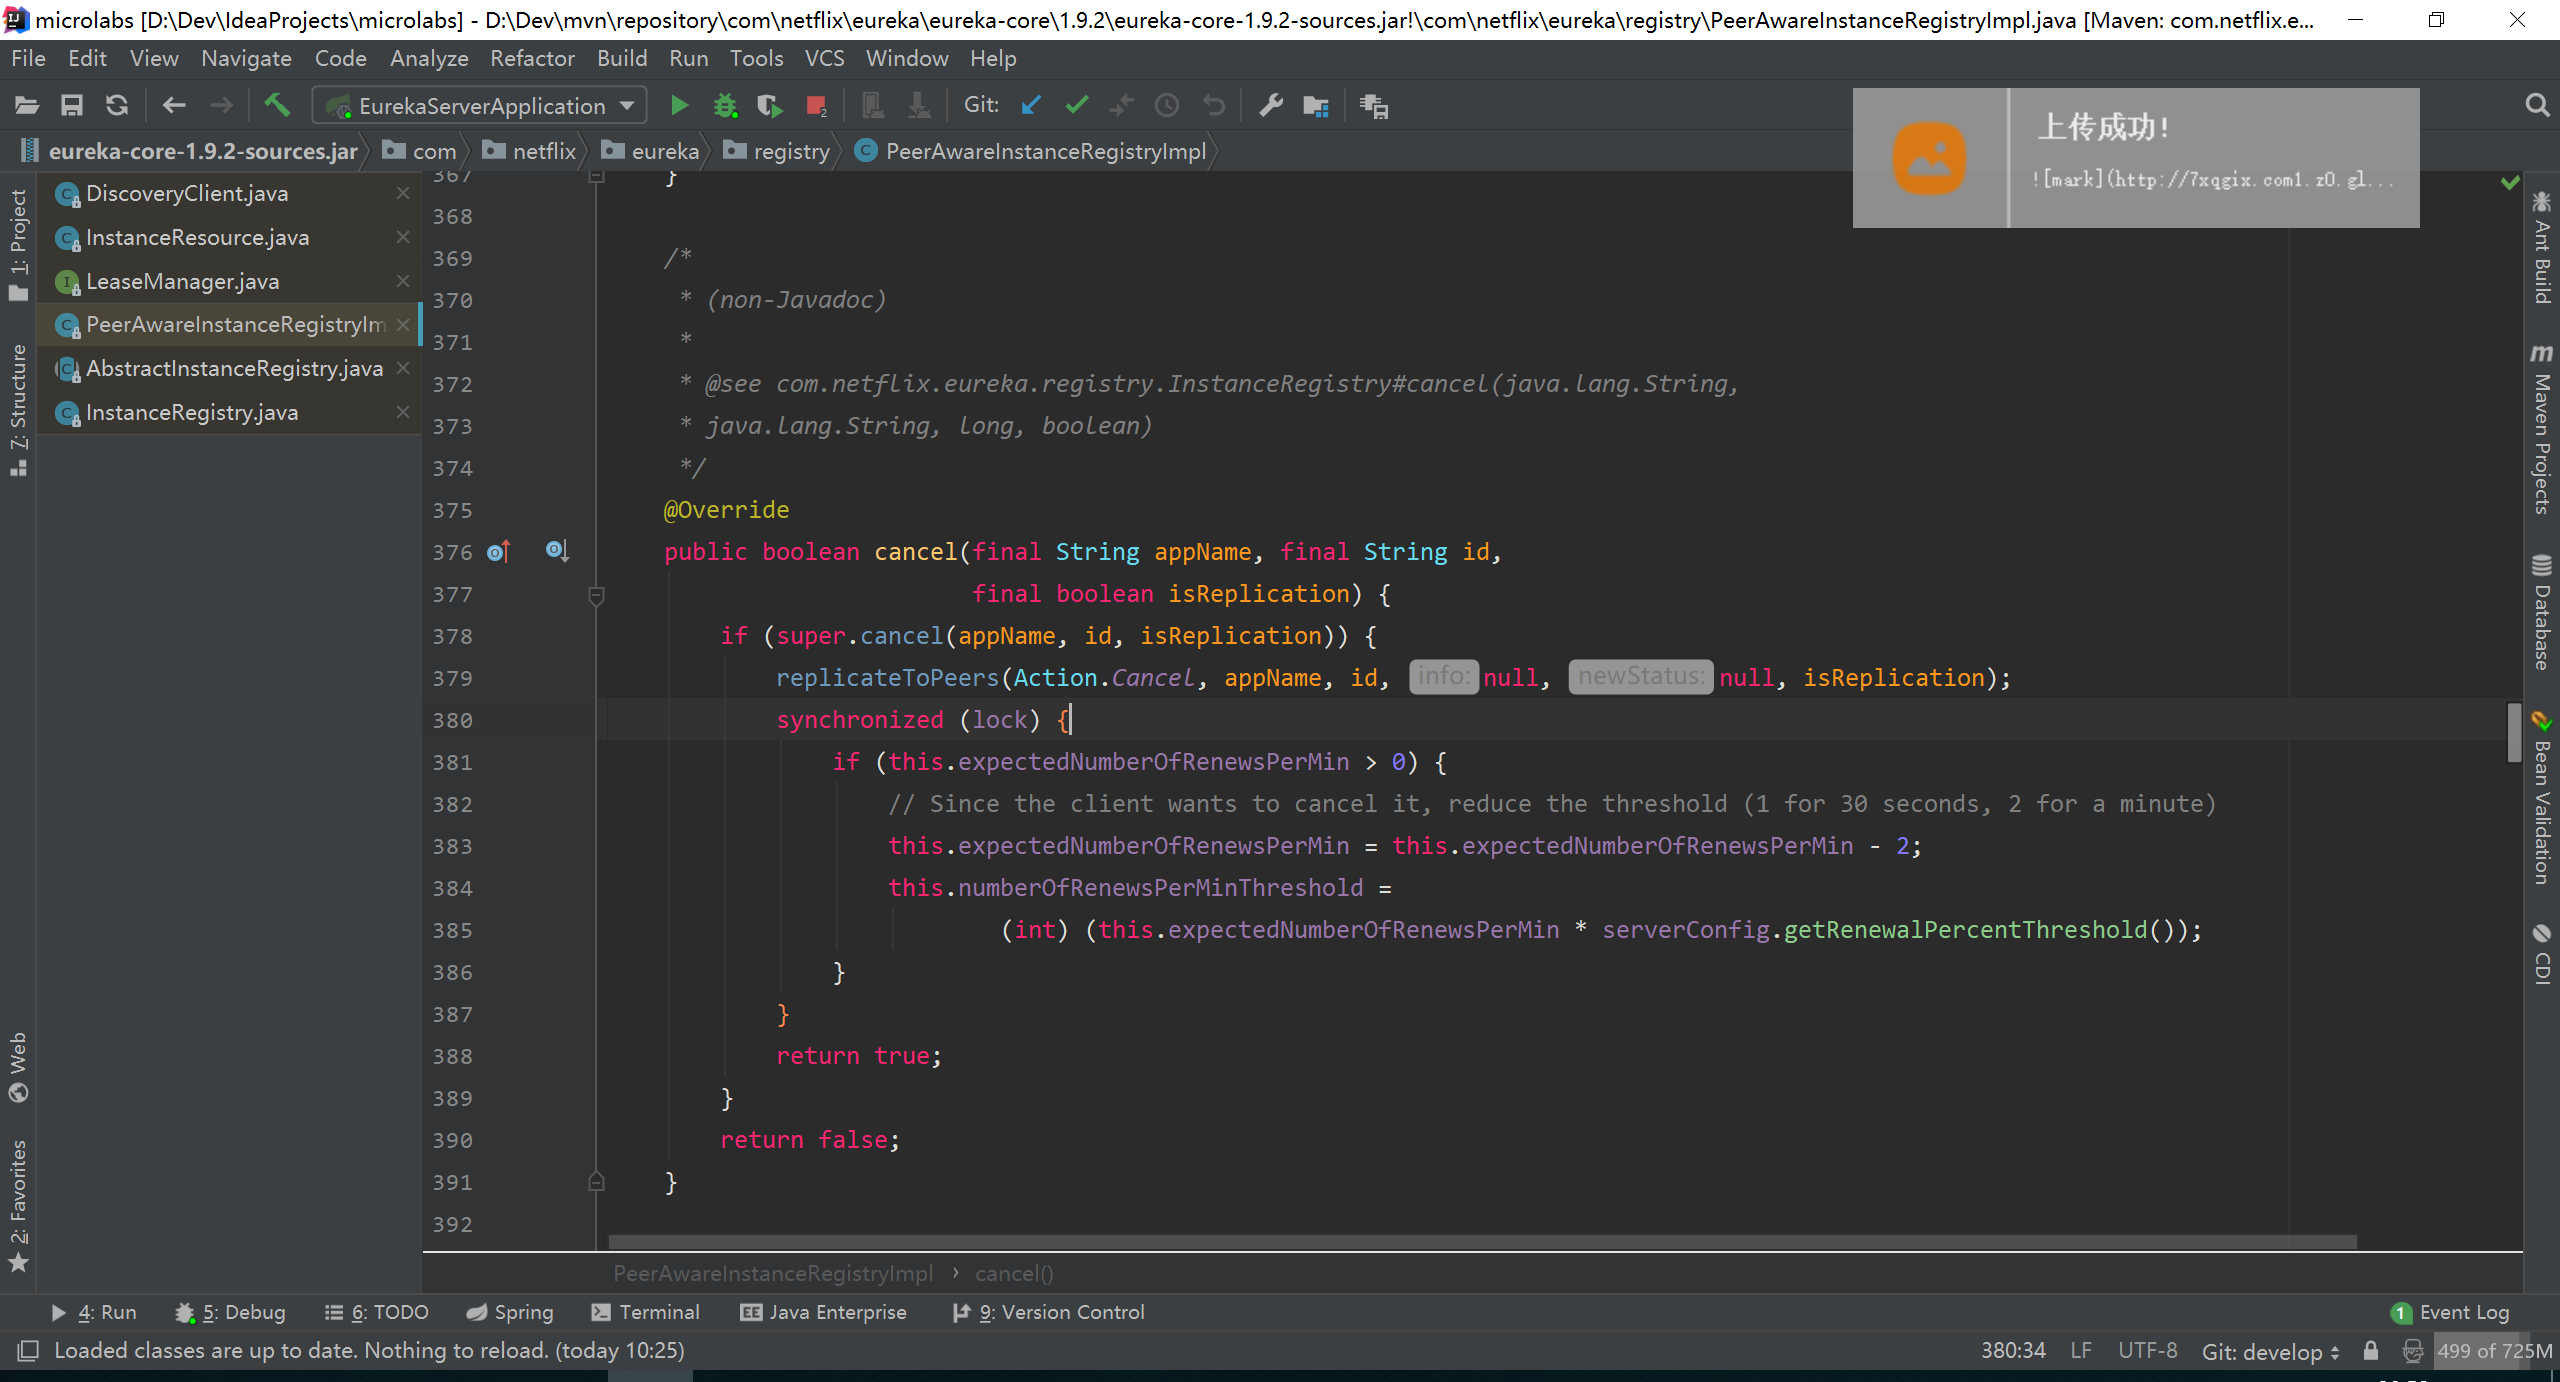 microlabs [D:\Dev\IdeaProjects\microlabs] - D:\Dev\mvn\repository\com\netflix\eureka\eureka-core\1.9.2\eureka-core-1.9.2-sources.jar!\com\netflix\eureka\registry\PeerAwareInstanceRegistryImpl.java [Maven: com.netflix.e...
File Edit View Navigate Code Analyze Refactor Build Run Tools VCS Window Help
EurekaServerApplication Git:
eureka-core-1.9.2-sources.jar com netflix eureka registry PeerAwareInstanceRegistryImpl
上传成功!
![mark](http://7xqgix.com1.z0.gl...
1: Project
Z: Structure
Web
2: Favorites
DiscoveryClient.java
InstanceResource.java
LeaseManager.java
PeerAwareInstanceRegistryIm
AbstractInstanceRegistry.java
InstanceRegistry.java
367 }
368
369 /*
370 * (non-Javadoc)
371 *
372 * @see com.netflix.eureka.registry.InstanceRegistry#cancel(java.lang.String,
373 * java.lang.String, long, boolean)
374 */
375 @Override
376 public boolean cancel(final String appName, final String id,
377 final boolean isReplication) {
378 if (super.cancel(appName, id, isReplication)) {
379 replicateToPeers(Action.Cancel, appName, id, info: null, newStatus: null, isReplication);
380 synchronized (lock) {
381 if (this.expectedNumberOfRenewsPerMin > 0) {
382 // Since the client wants to cancel it, reduce the threshold (1 for 30 seconds, 2 for a minute)
383 this.expectedNumberOfRenewsPerMin = this.expectedNumberOfRenewsPerMin - 2;
384 this.numberOfRenewsPerMinThreshold =
385 (int) (this.expectedNumberOfRenewsPerMin * serverConfig.getRenewalPercentThreshold());
386 }
387 }
388 return true;
389 }
390 return false;
391 }
392
PeerAwareInstanceRegistryImpl › cancel()
Ant Build
Maven Projects
Database
Bean Validation
CDI
4: Run 5: Debug 6: TODO Spring Terminal Java Enterprise 9: Version Control 1 Event Log
Loaded classes are up to date. Nothing to reload. (today 10:25) 380:34 LF UTF-8 Git: develop 499 of 725M